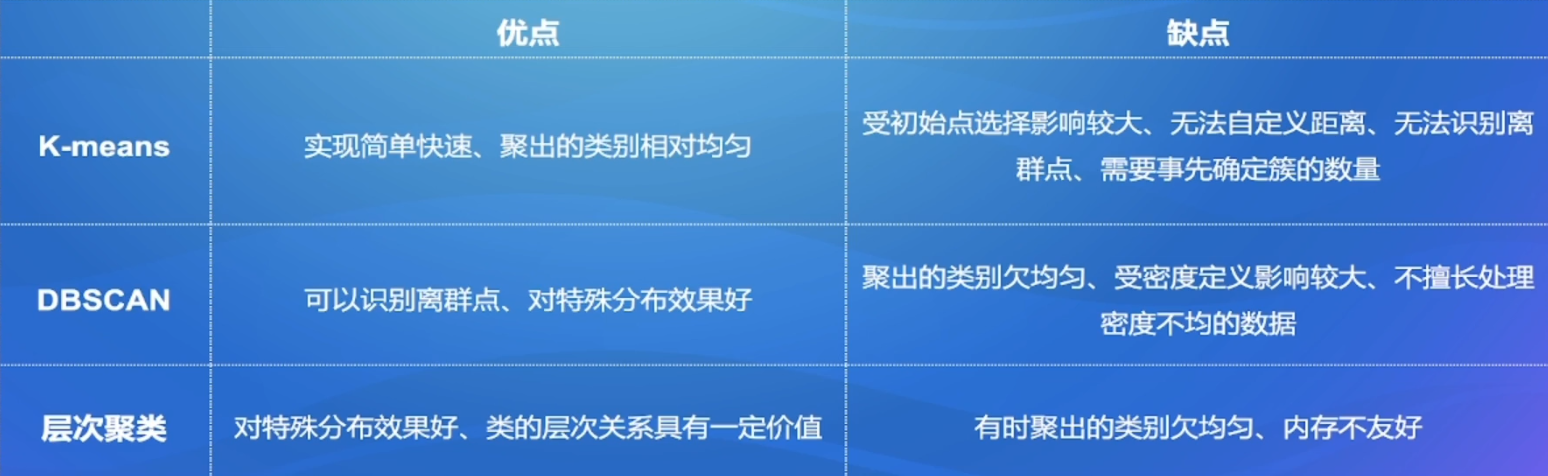 优点
缺点
K-means
实现简单快速、聚出的类别相对均匀
受初始点选择影响较大、无法自定义距离、无法识别离
群点、需要事先确定簇的数量
DBSCAN
可以识别离群点、对特殊分布效果好
聚出的类别欠均匀、受密度定义影响较大、不擅长处理
密度不均的数据
层次聚类
对特殊分布效果好、类的层次关系具有一定价值
有时聚出的类别欠均匀、内存不友好